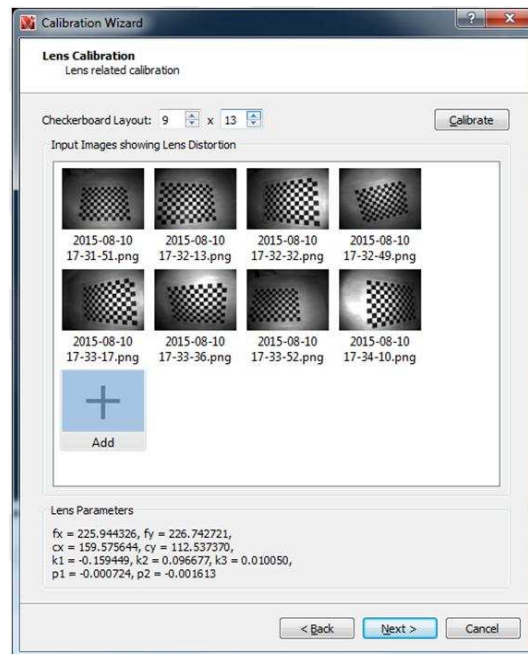 Calibration Wizard
Lens Calibration
Lens related calibration
Checkerboard Layout: 9 x 13 Calibrate
Input Images showing Lens Distortion
2015-08-10 2015-08-10 2015-08-10 2015-08-10
17-31-51.png 17-32-13.png 17-32-32.png 17-32-49.png
2015-08-10 2015-08-10 2015-08-10 2015-08-10
17-33-17.png 17-33-36.png 17-33-52.png 17-34-10.png
Add
Lens Parameters
fx = 225.944326, fy = 226.742721,
cx = 159.575644, cy = 112.537370,
k1 = -0.159449, k2 = 0.096677, k3 = 0.010050,
p1 = -0.000724, p2 = -0.001613
< Back Next > Cancel